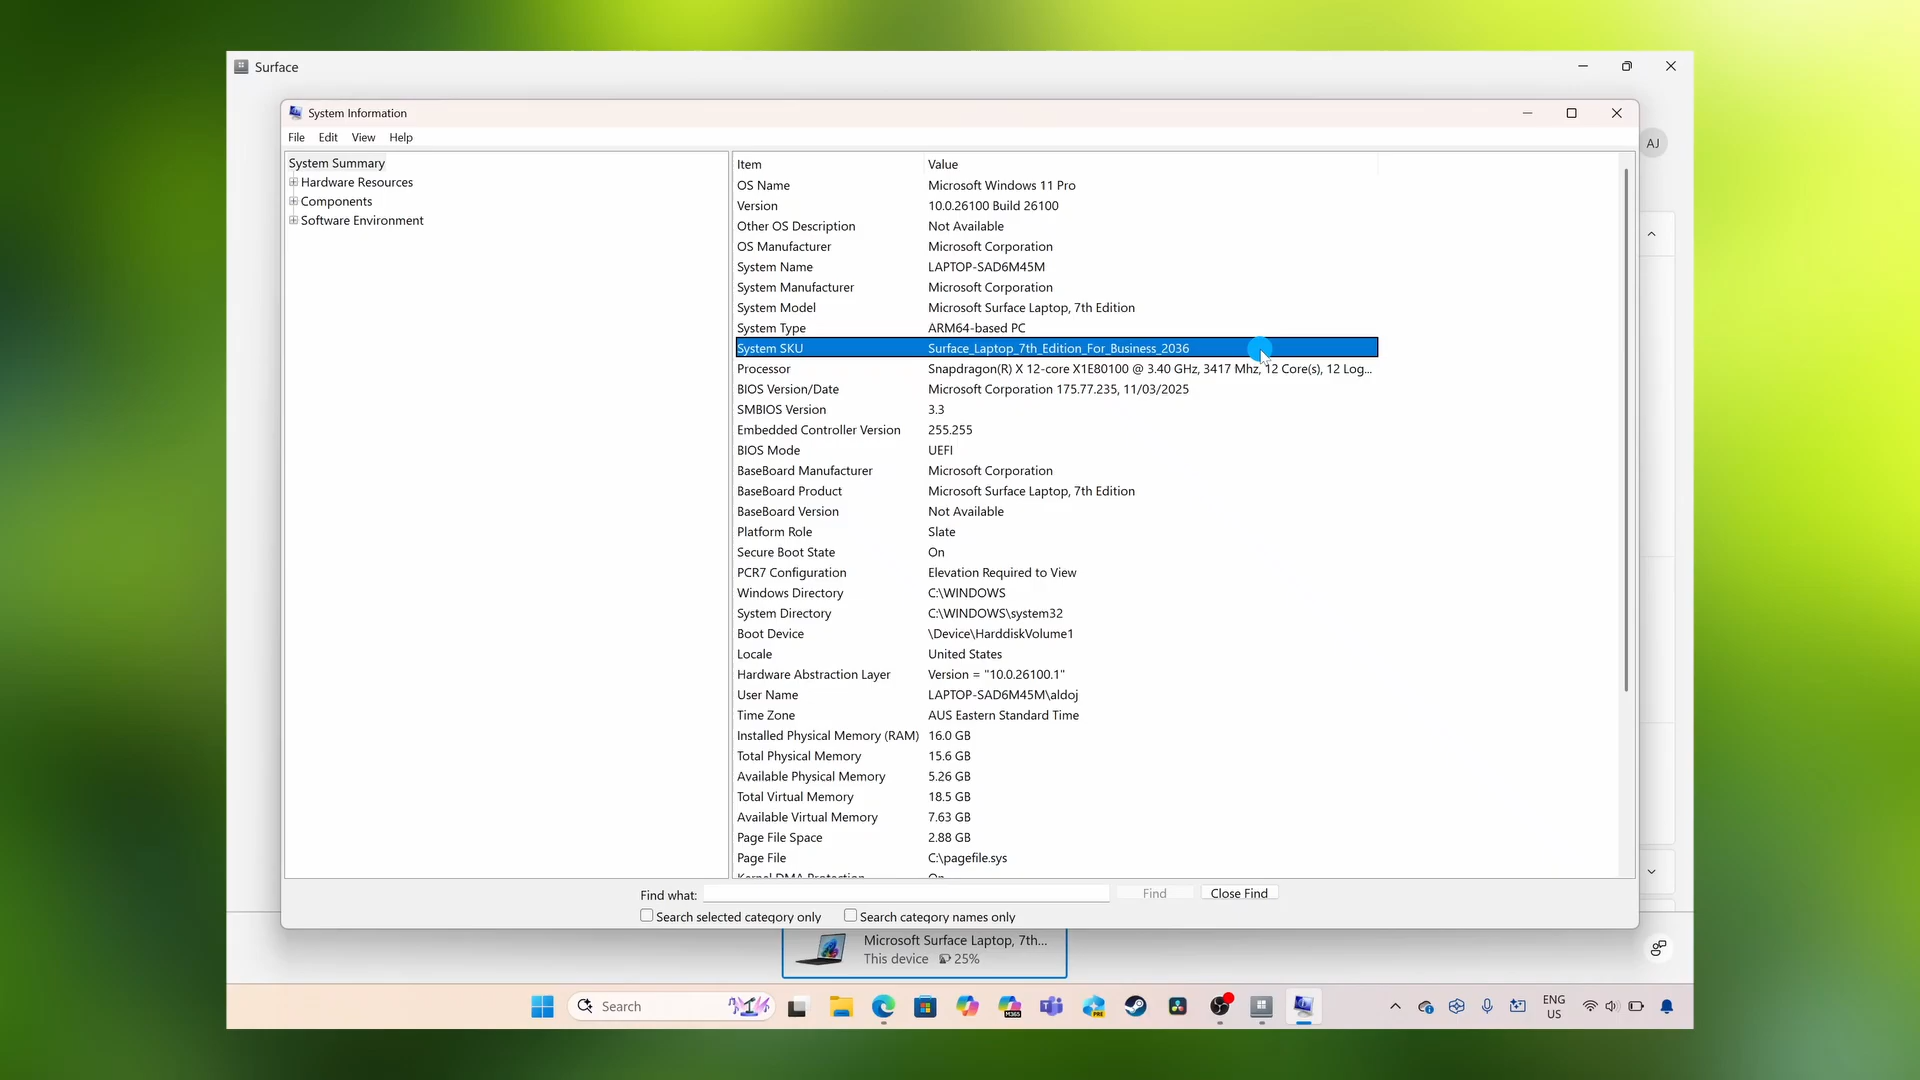 Surface
System Information
File Edit View Help
System Summary
Hardware Resources
Components
Software Environment
Item Value
OS Name Microsoft Windows 11 Pro
Version 10.0.26100 Build 26100
Other OS Description Not Available
OS Manufacturer Microsoft Corporation
System Name LAPTOP-SAD6M45M
System Manufacturer Microsoft Corporation
System Model Microsoft Surface Laptop, 7th Edition
System Type ARM64-based PC
System SKU Surface_Laptop_7th_Edition_For_Business_2036
Processor Snapdragon(R) X 12-core X1E80100 @ 3.40 GHz, 3417 Mhz, 12 Core(s), 12 Log...
BIOS Version/Date Microsoft Corporation 175.77.235, 11/03/2025
SMBIOS Version 3.3
Embedded Controller Version 255.255
BIOS Mode UEFI
BaseBoard Manufacturer Microsoft Corporation
BaseBoard Product Microsoft Surface Laptop, 7th Edition
BaseBoard Version Not Available
Platform Role Slate
Secure Boot State On
PCR7 Configuration Elevation Required to View
Windows Directory C:\WINDOWS
System Directory C:\WINDOWS\system32
Boot Device \Device\HarddiskVolume1
Locale United States
Hardware Abstraction Layer Version = "10.0.26100.1"
User Name LAPTOP-SAD6M45M\aldoj
Time Zone AUS Eastern Standard Time
Installed Physical Memory (RAM) 16.0 GB
Total Physical Memory 15.6 GB
Available Physical Memory 5.26 GB
Total Virtual Memory 18.5 GB
Available Virtual Memory 7.63 GB
Page File Space 2.88 GB
Page File C:\pagefile.sys
Kernel DMA Protection On
AJ
Find what: Find Close Find
Search selected category only Search category names only
Microsoft Surface Laptop, 7th...
This device 25%
Search
M365
PRE
ENG
US